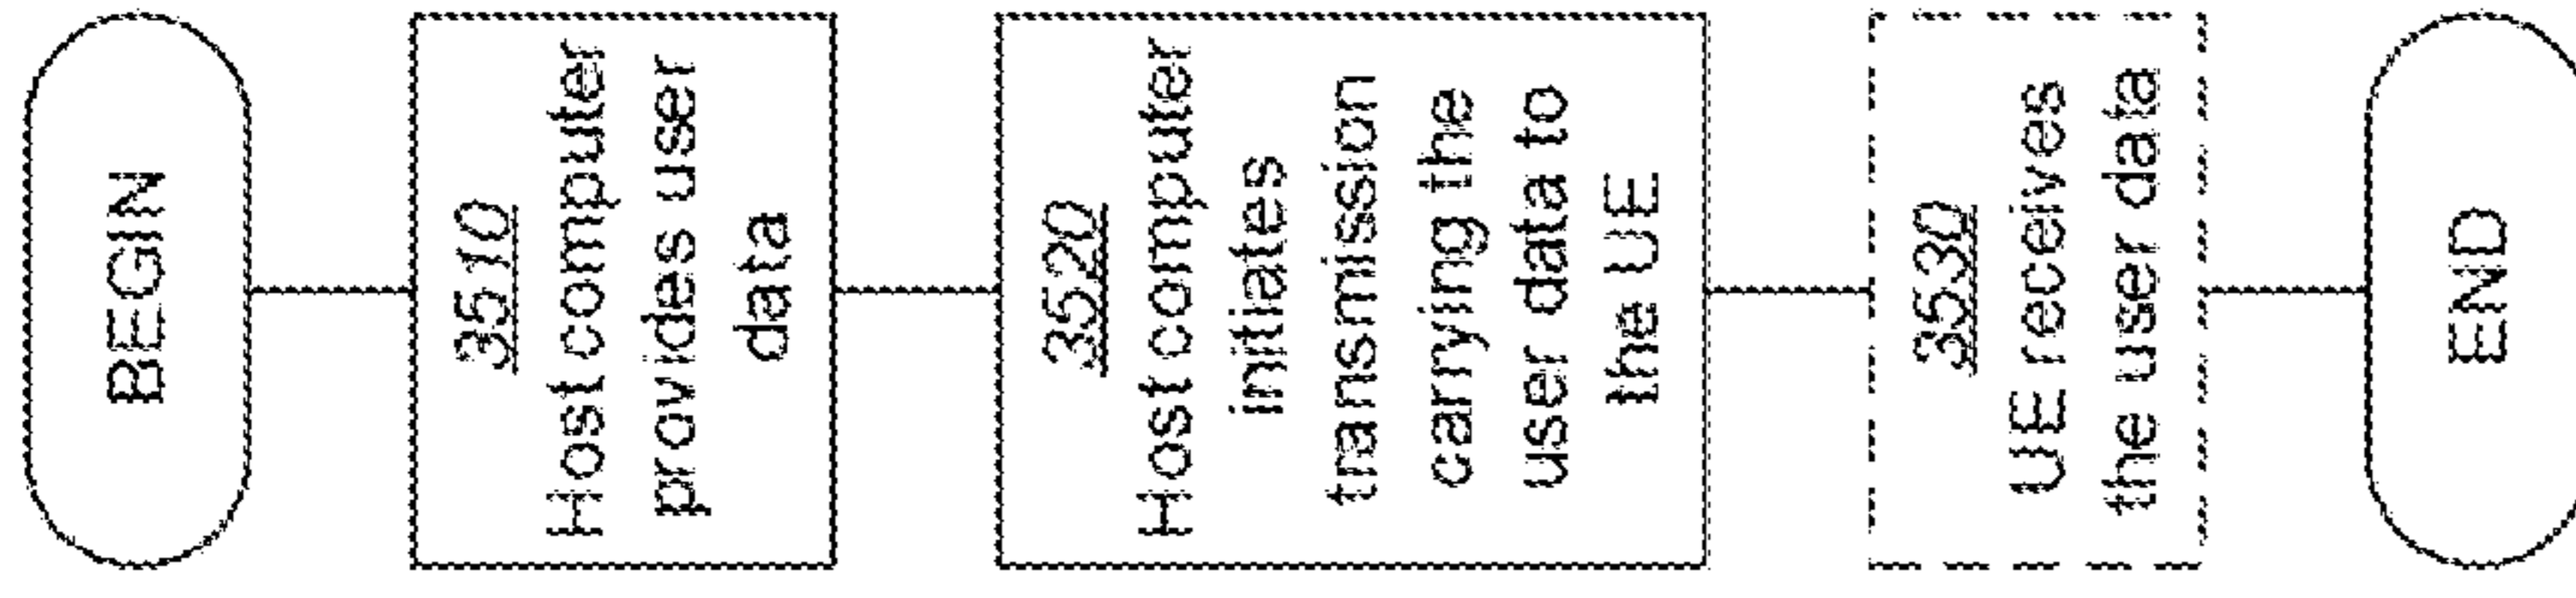 BEGIN
3510
Host computer
provides user
data
3520
Host computer
initiates
transmission
carrying the
user data to
the UE
3530
UE receives
the user data
END